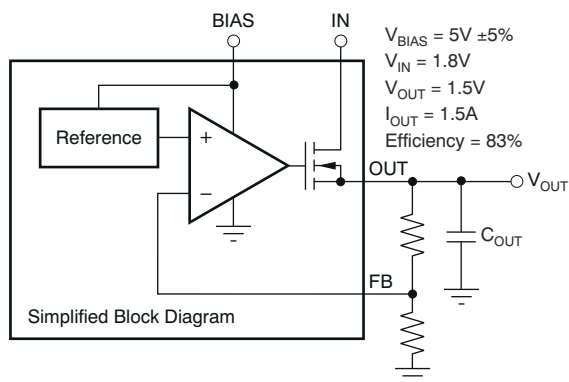 BIAS
IN
V_BIAS = 5V ±5%
V_IN = 1.8V
V_OUT = 1.5V
I_OUT = 1.5A
Efficiency = 83%
Reference
+
−
OUT
V_OUT
C_OUT
FB
Simplified Block Diagram